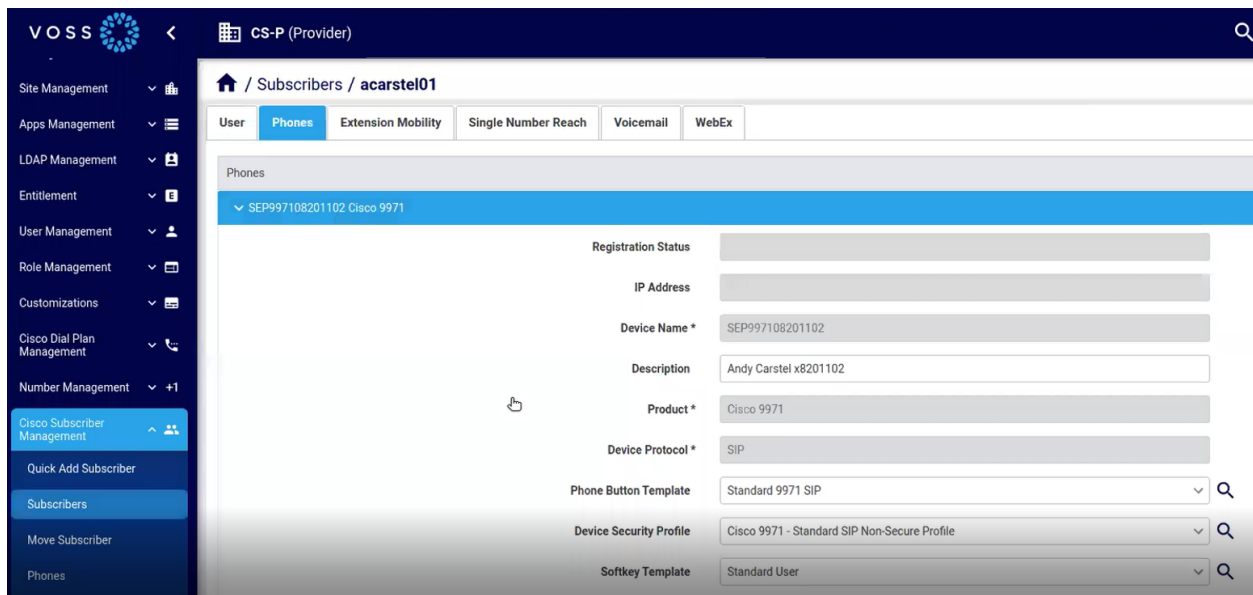 VOSS
CS-P (Provider)
Site Management
Apps Management
LDAP Management
Entitlement
E
User Management
Role Management
Customizations
Cisco Dial Plan
Management
Number Management +1
Cisco Subscriber
Management
Quick Add Subscriber
Subscribers
Move Subscriber
Phones
/ Subscribers / acarstel01
User Phones Extension Mobility Single Number Reach Voicemail WebEx
Phones
SEP997108201102 Cisco 9971
Registration Status
IP Address
Device Name * SEP997108201102
Description Andy Carstel x8201102
Product * Cisco 9971
Device Protocol * SIP
Phone Button Template Standard 9971 SIP
Device Security Profile Cisco 9971 - Standard SIP Non-Secure Profile
Softkey Template Standard User